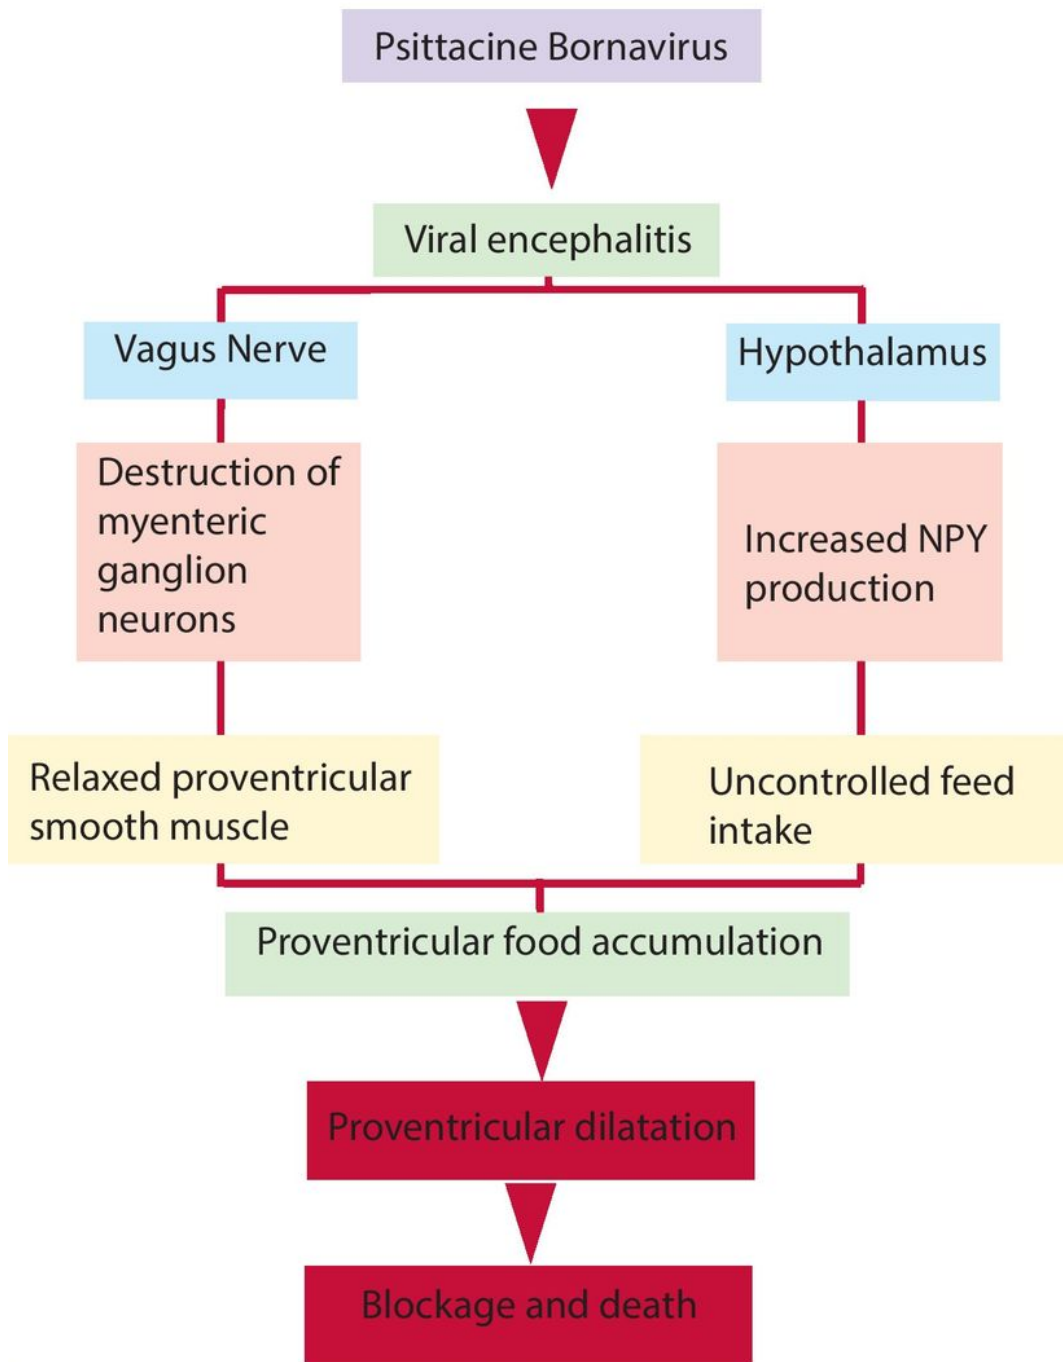 Psittacine Bornavirus
Viral encephalitis
Vagus Nerve
Hypothalamus
Destruction of
myenteric
ganglion
neurons
Increased NPY
production
Relaxed proventricular
smooth muscle
Uncontrolled feed
intake
Proventricular food accumulation
Proventricular dilatation
Blockage and death